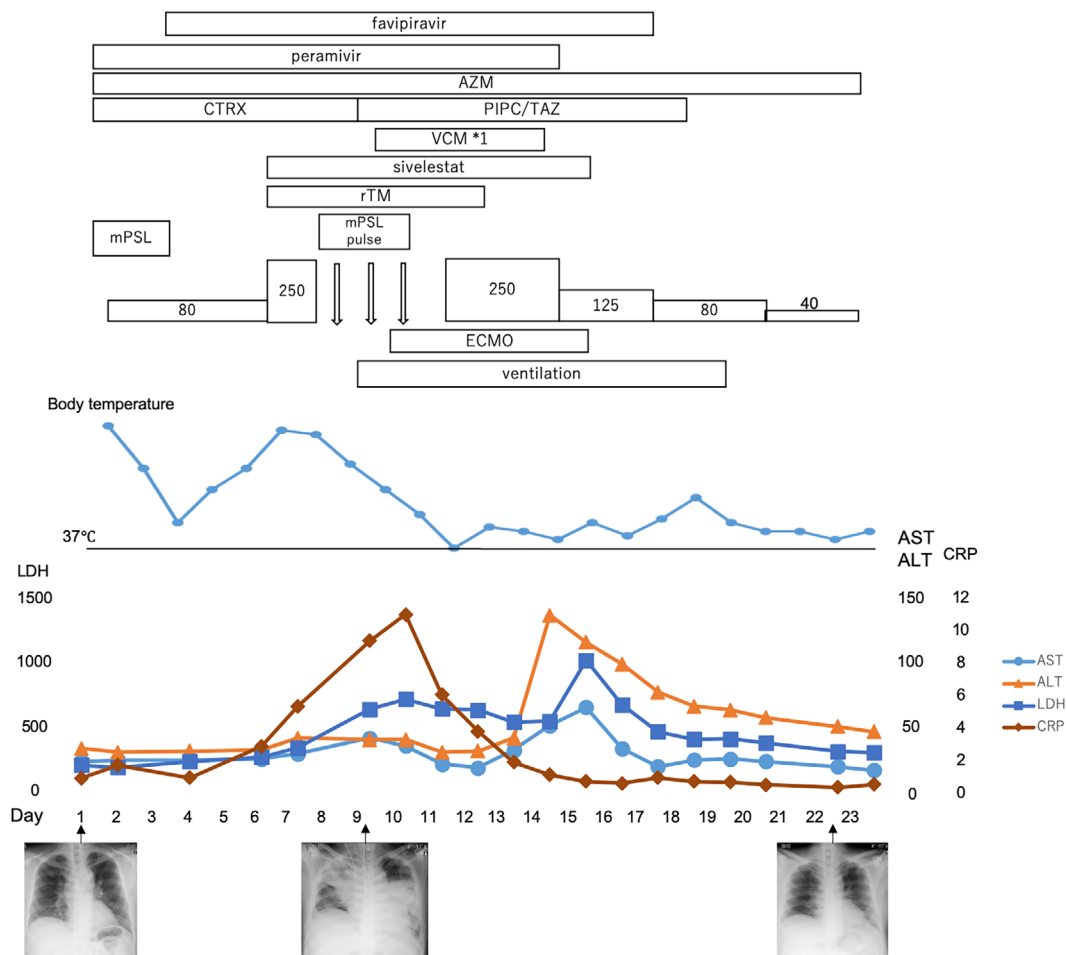 favipiravir
peramivir
AZM
CTRX PIPC/TAZ
VCM *1
sivelestat
rTM
mPSL
mPSL
pulse
80
250
250
125
80
40
ECMO
ventilation
Body temperature
37℃
AST
ALT
CRP
LDH
1500 150 12
10
1000 100 8
6
500 50 4
2
0 0 0
AST
ALT
LDH
CRP
Day 1 2 3 4 5 6 7 8 9 10 11 12 13 14 15 16 17 18 19 20 21 22 23